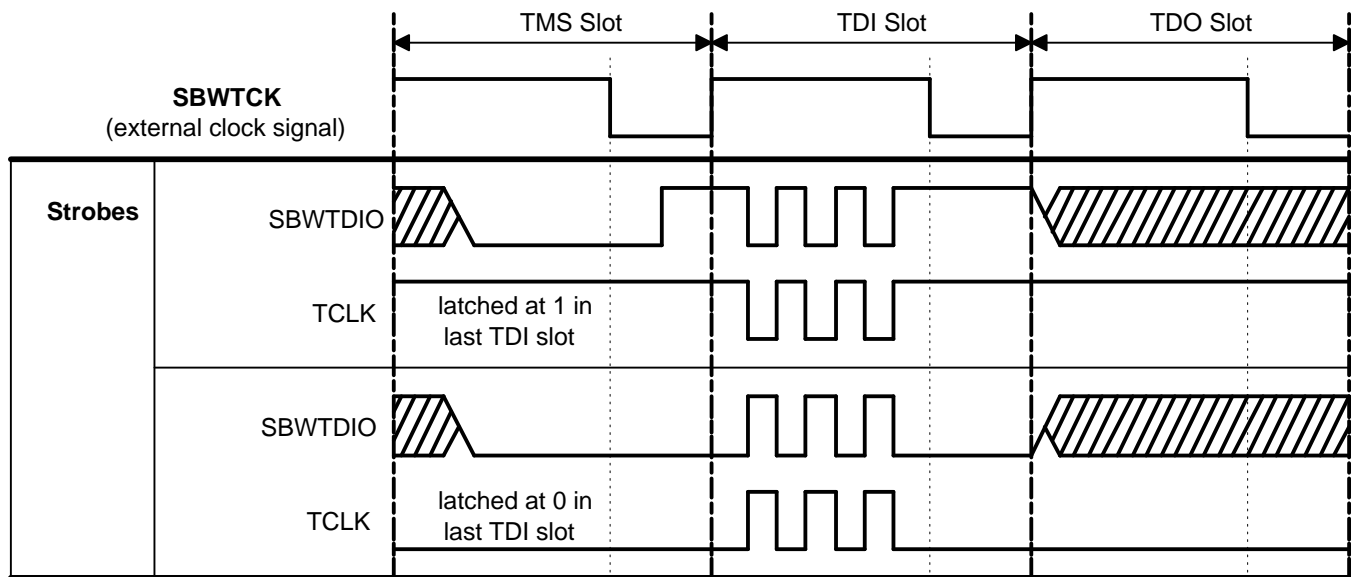 TMS Slot
TDI Slot
TDO Slot
SBWTCK
(external clock signal)
Strobes
SBWTDIO
TCLK
latched at 1 in
last TDI slot
SBWTDIO
TCLK
latched at 0 in
last TDI slot